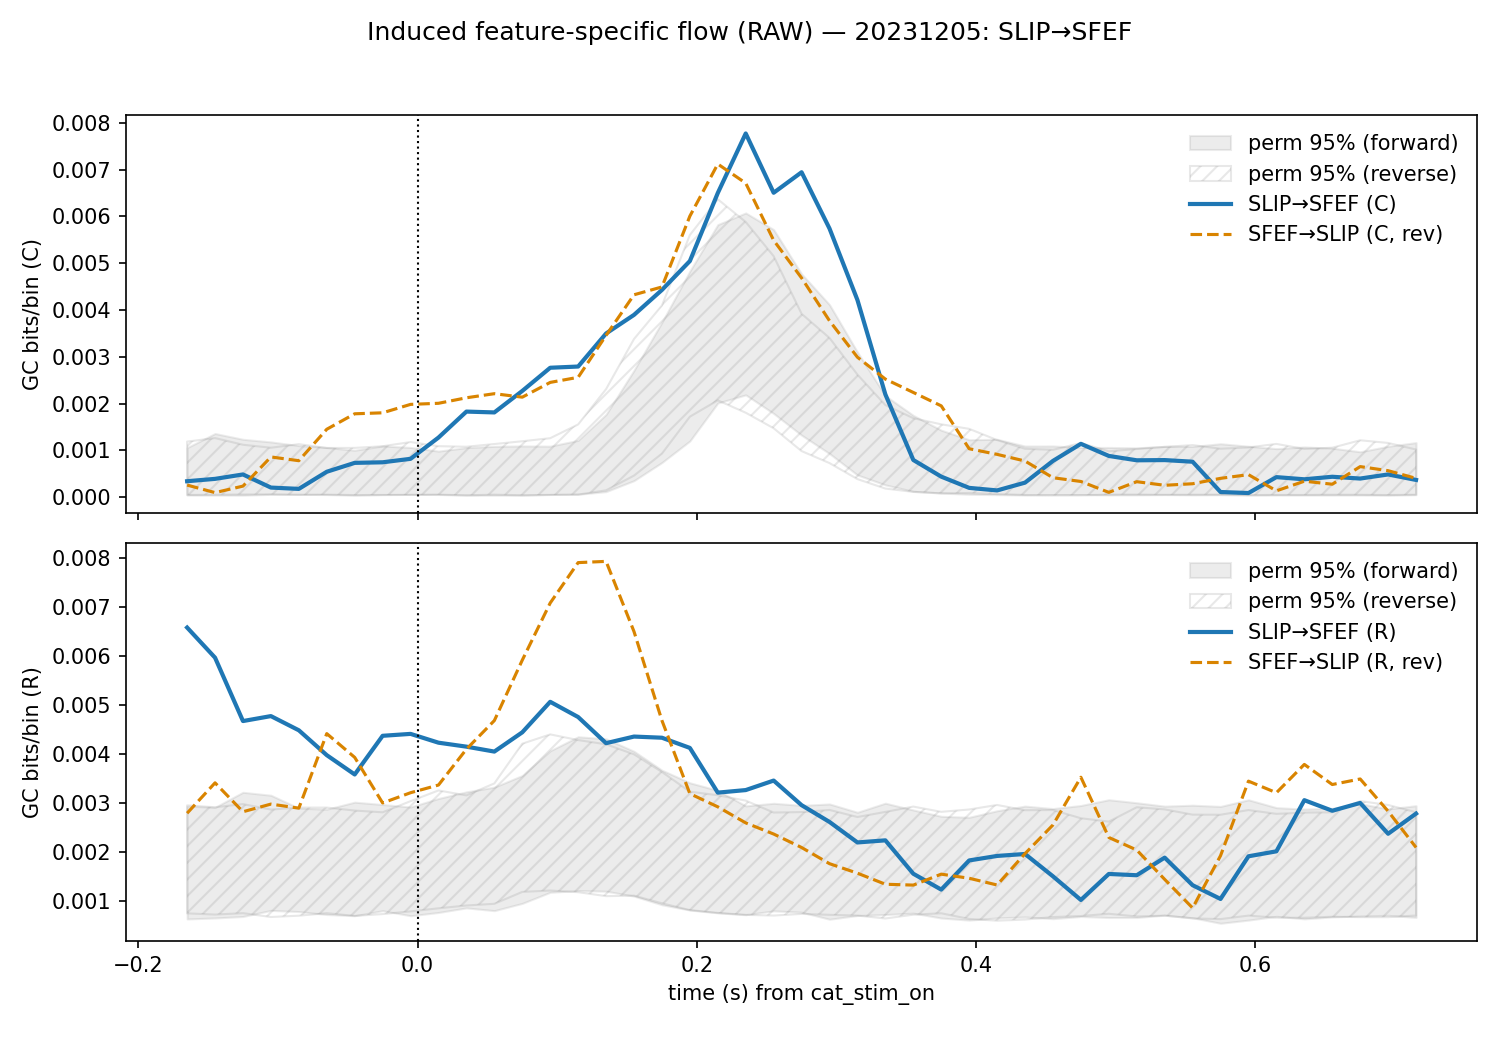 Induced feature-specific flow (RAW) — 20231205: SLIP→SFEF
GC bits/bin (C)
0.008
0.007
0.006
0.005
0.004
0.003
0.002
0.001
0.000
perm 95% (forward)
perm 95% (reverse)
SLIP→SFEF (C)
SFEF→SLIP (C, rev)
GC bits/bin (R)
0.008
0.007
0.006
0.005
0.004
0.003
0.002
0.001
perm 95% (forward)
perm 95% (reverse)
SLIP→SFEF (R)
SFEF→SLIP (R, rev)
−0.2 0.0 0.2 0.4 0.6
time (s) from cat_stim_on